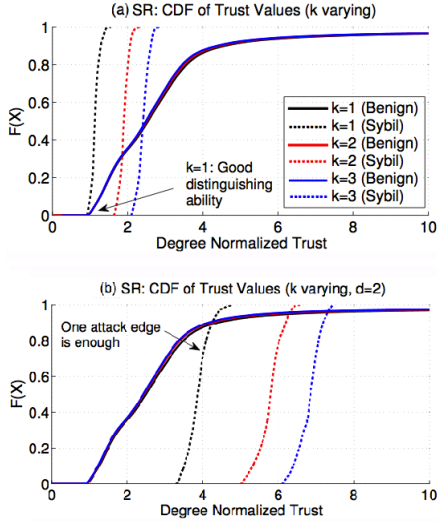 (a) SR: CDF of Trust Values (k varying)
1
0.8
0.6
0.4
0.2
0
F(X)
k=1 (Benign)
k=1 (Sybil)
k=2 (Benign)
k=2 (Sybil)
k=3 (Benign)
k=3 (Sybil)
k=1: Good
distinguishing
ability
0 2 4 6 8 10
Degree Normalized Trust
(b) SR: CDF of Trust Values (k varying, d=2)
1
0.8
0.6
0.4
0.2
0
F(X)
One attack edge
is enough
0 2 4 6 8 10
Degree Normalized Trust